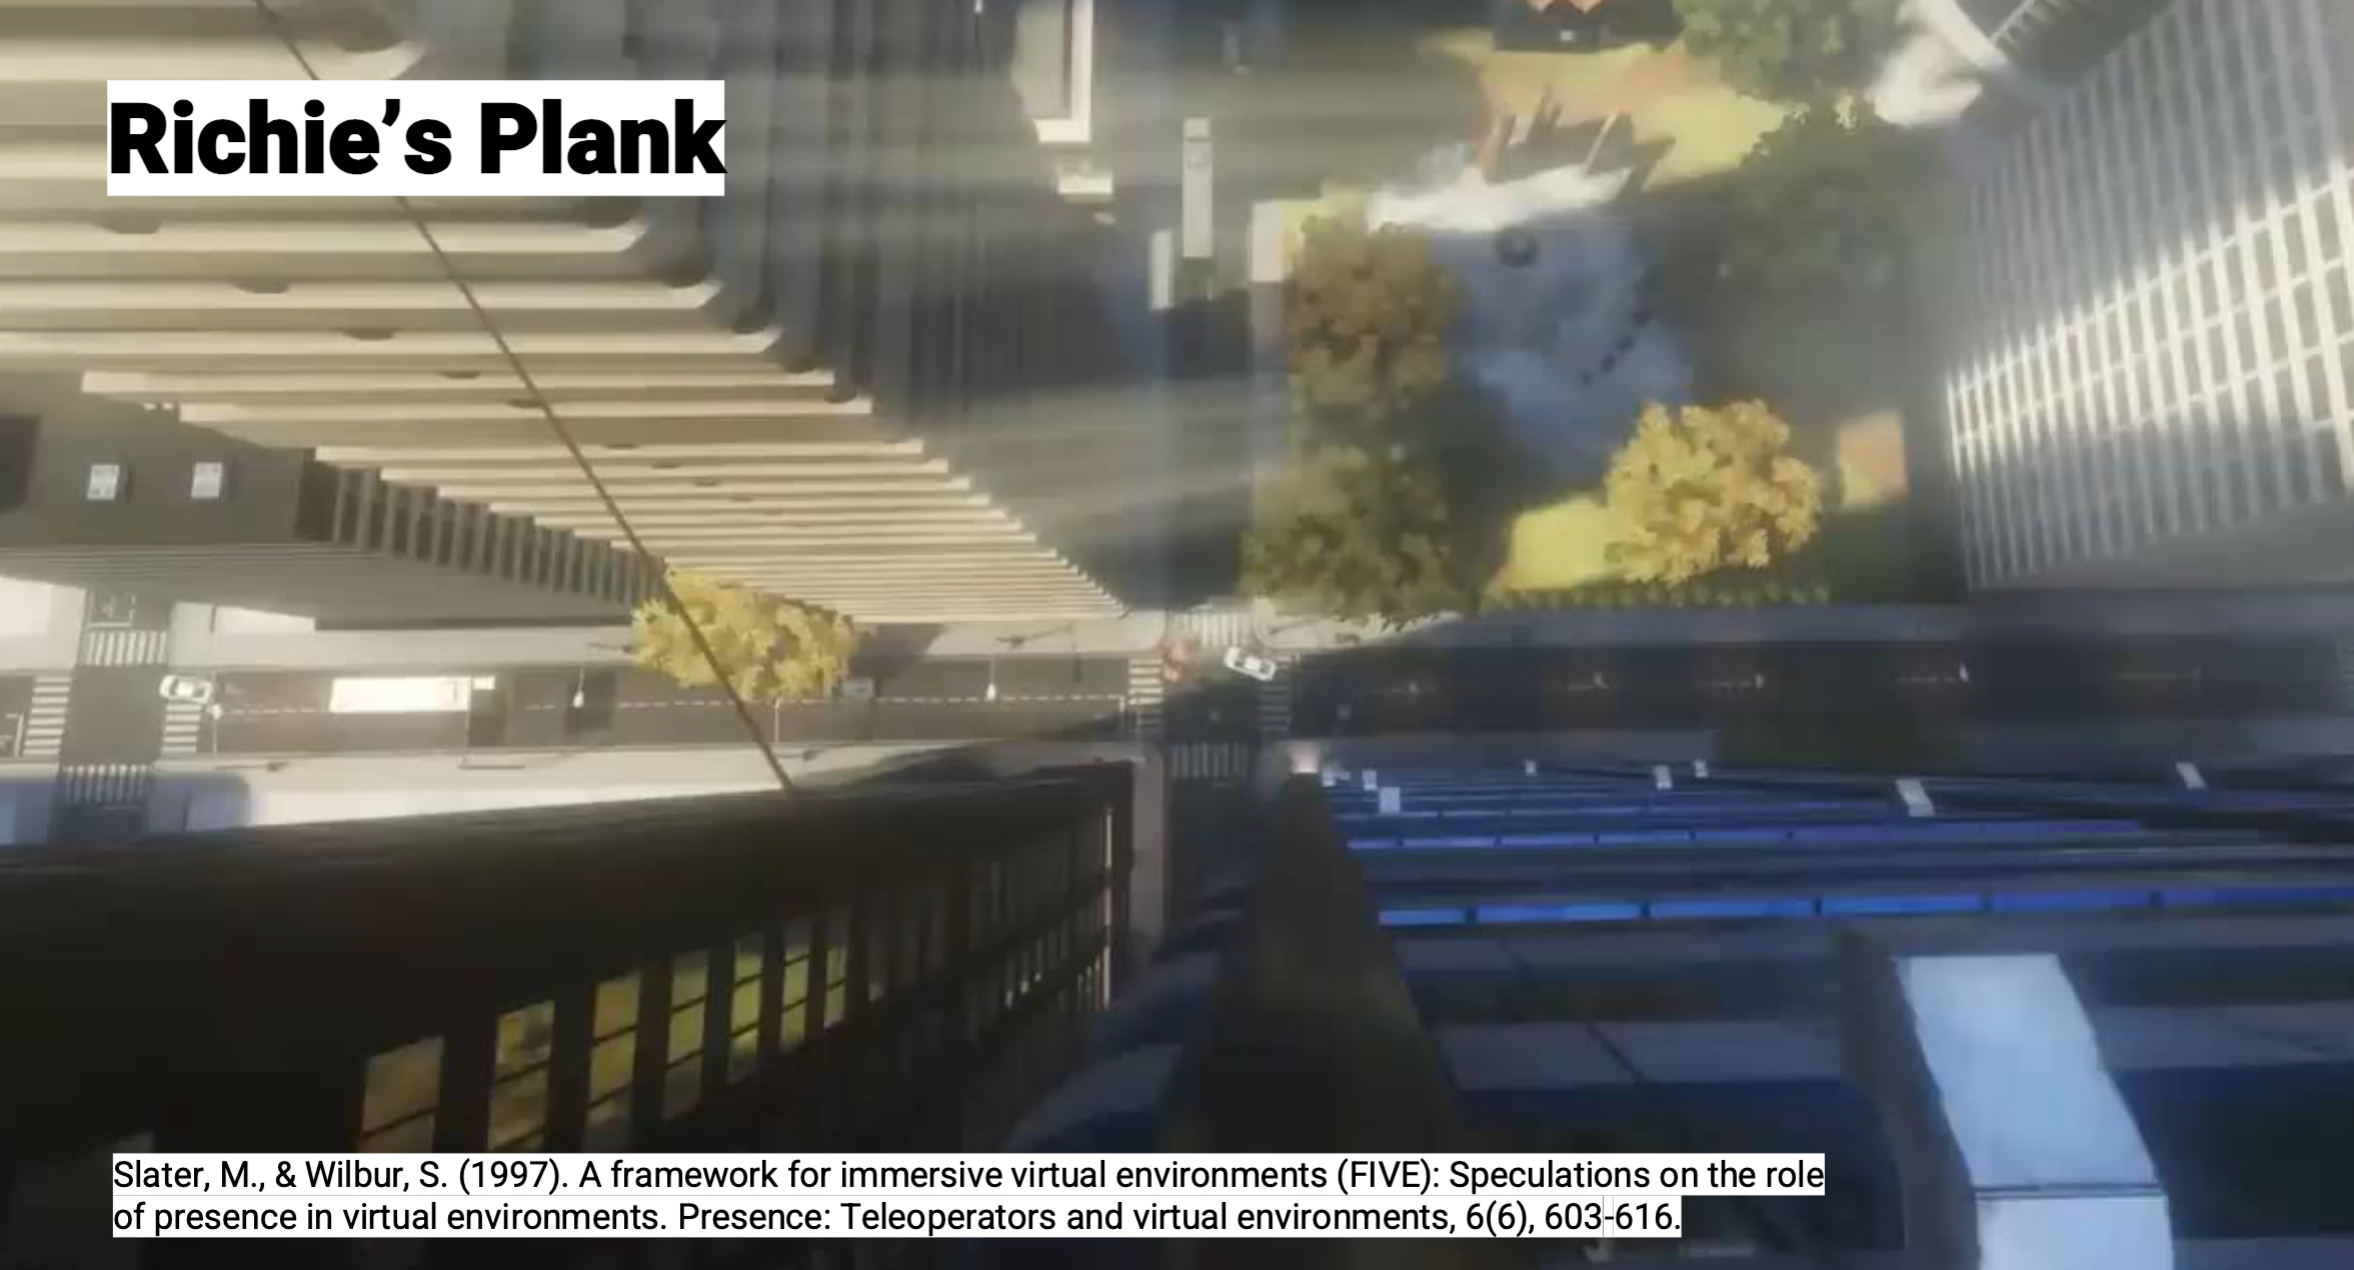 Richie’s Plank
Slater, M., & Wilbur, S. (1997). A framework for immersive virtual environments (FIVE): Speculations on the role
of presence in virtual environments. Presence: Teleoperators and virtual environments, 6(6), 603-616.